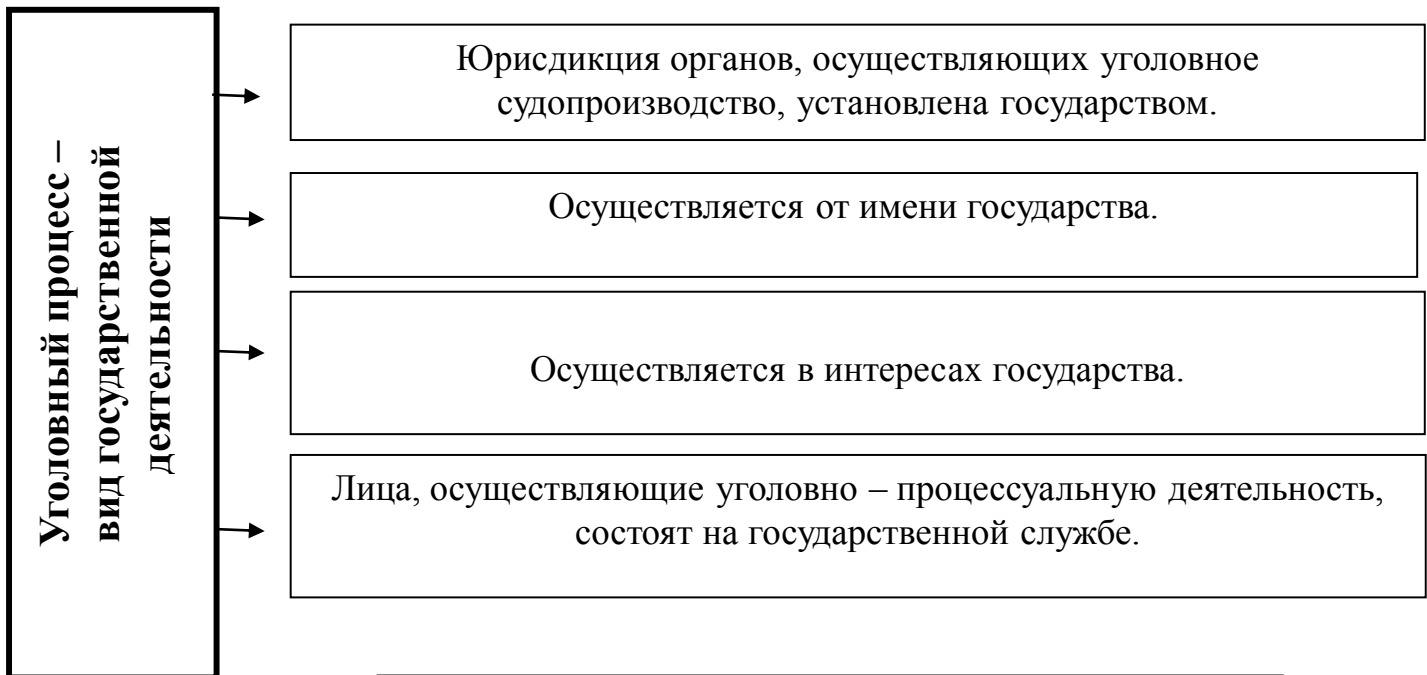 Уголовный процесс –
вид государственной
деятельности
Юрисдикция органов, осуществляющих уголовное
судопроизводство, установлена государством.
Осуществляется от имени государства.
Осуществляется в интересах государства.
Лица, осуществляющие уголовно – процессуальную деятельность,
состоят на государственной службе.